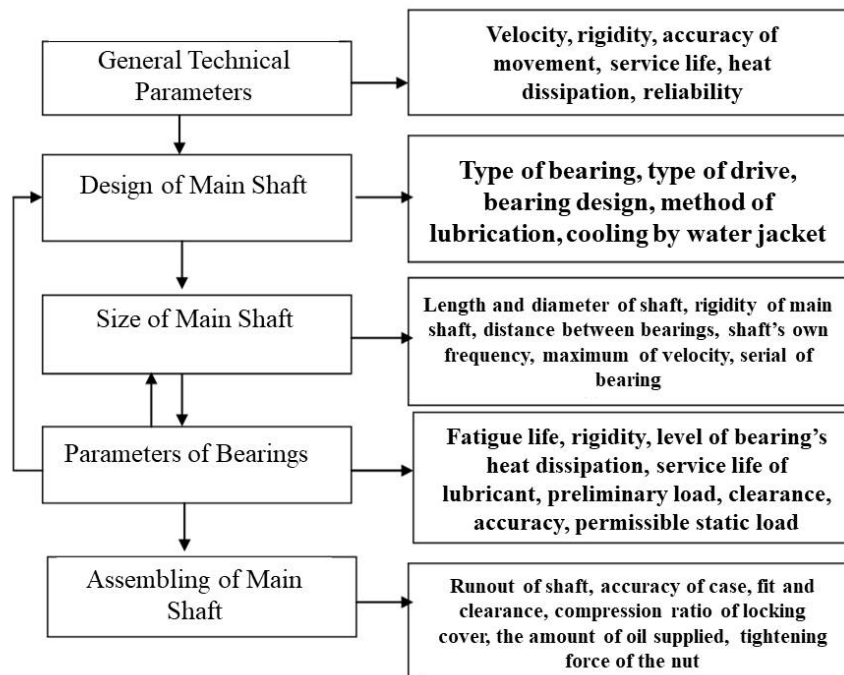 General Technical
Parameters
Velocity, rigidity, accuracy of
movement, service life, heat
dissipation, reliability
Design of Main Shaft
Type of bearing, type of drive,
bearing design, method of
lubrication, cooling by water jacket
Size of Main Shaft
Length and diameter of shaft, rigidity of main
shaft, distance between bearings, shaft's own
frequency, maximum of velocity, serial of
bearing
Parameters of Bearings
Fatigue life, rigidity, level of bearing's
heat dissipation, service life of
lubricant, preliminary load, clearance,
accuracy, permissible static load
Assembling of Main
Shaft
Runout of shaft, accuracy of case, fit and
clearance, compression ratio of locking
cover, the amount of oil supplied, tightening
force of the nut